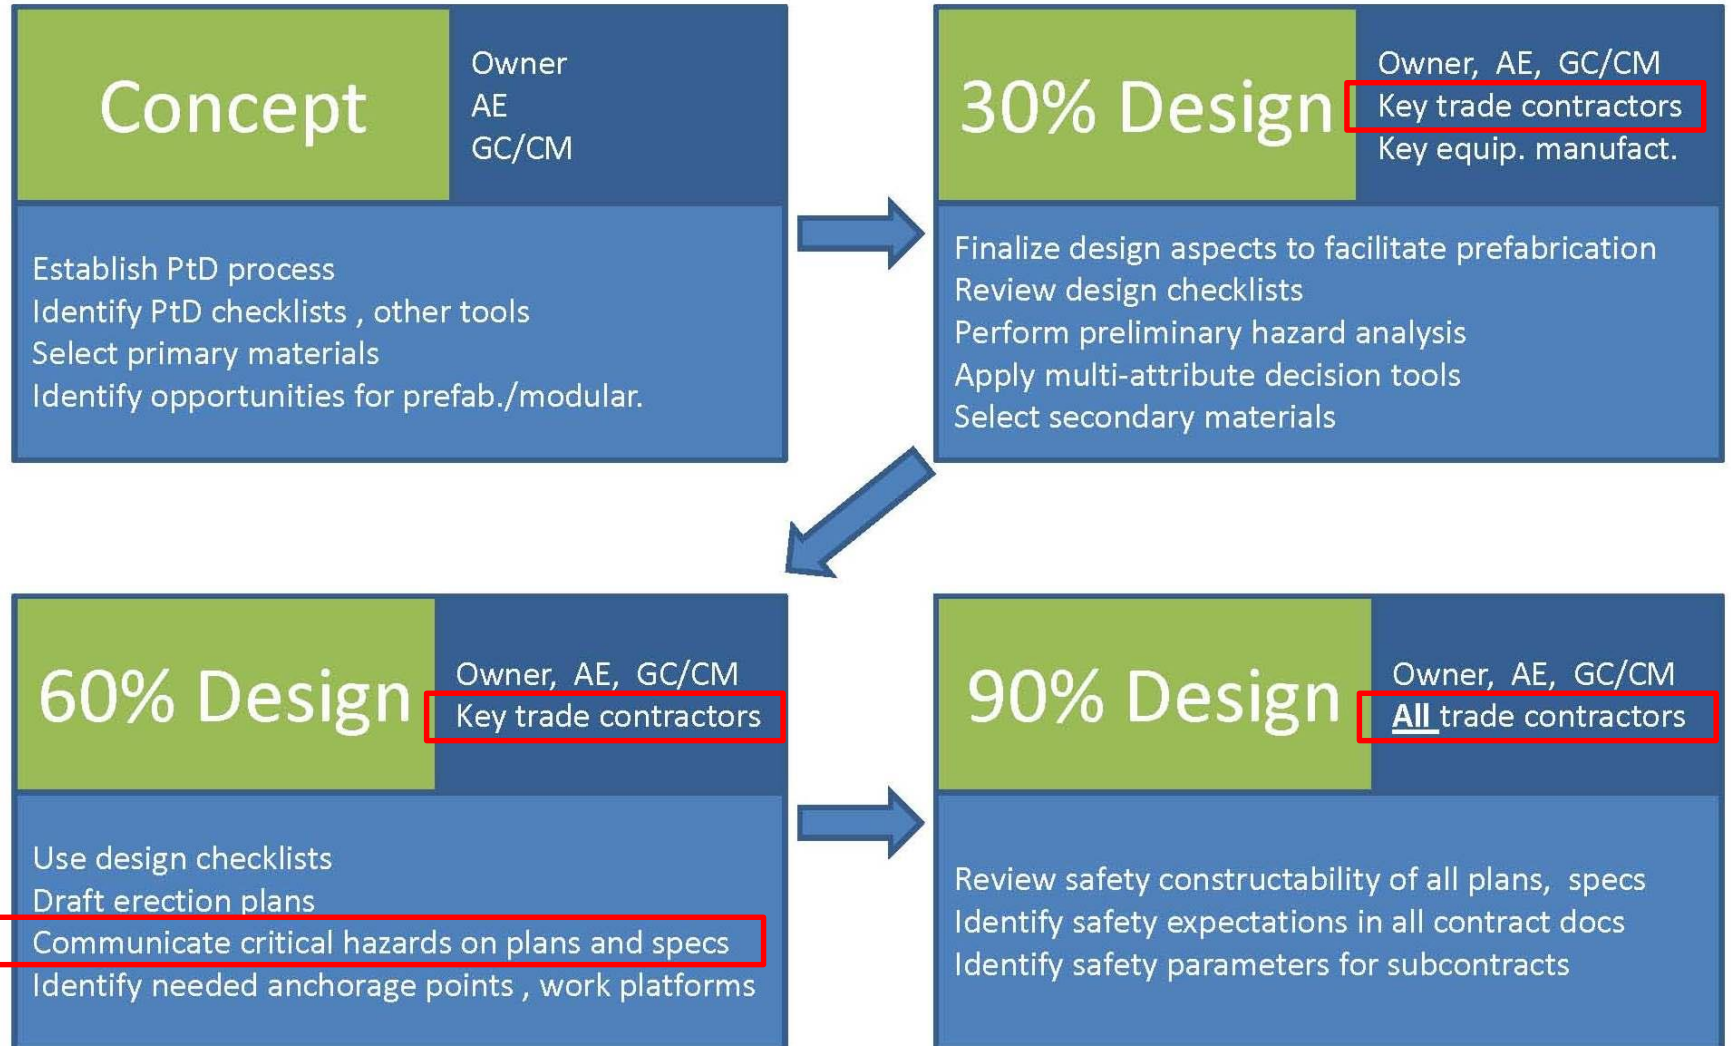 Concept
Owner
AE
GC/CM
Establish PtD process
Identify PtD checklists , other tools
Select primary materials
Identify opportunities for prefab./modular.
30% Design
Owner, AE, GC/CM
Key trade contractors
Key equip. manufact.
Finalize design aspects to facilitate prefabrication
Review design checklists
Perform preliminary hazard analysis
Apply multi-attribute decision tools
Select secondary materials
60% Design
Owner, AE, GC/CM
Key trade contractors
Use design checklists
Draft erection plans
Communicate critical hazards on plans and specs
Identify needed anchorage points , work platforms
90% Design
Owner, AE, GC/CM
All trade contractors
Review safety constructability of all plans, specs
Identify safety expectations in all contract docs
Identify safety parameters for subcontracts